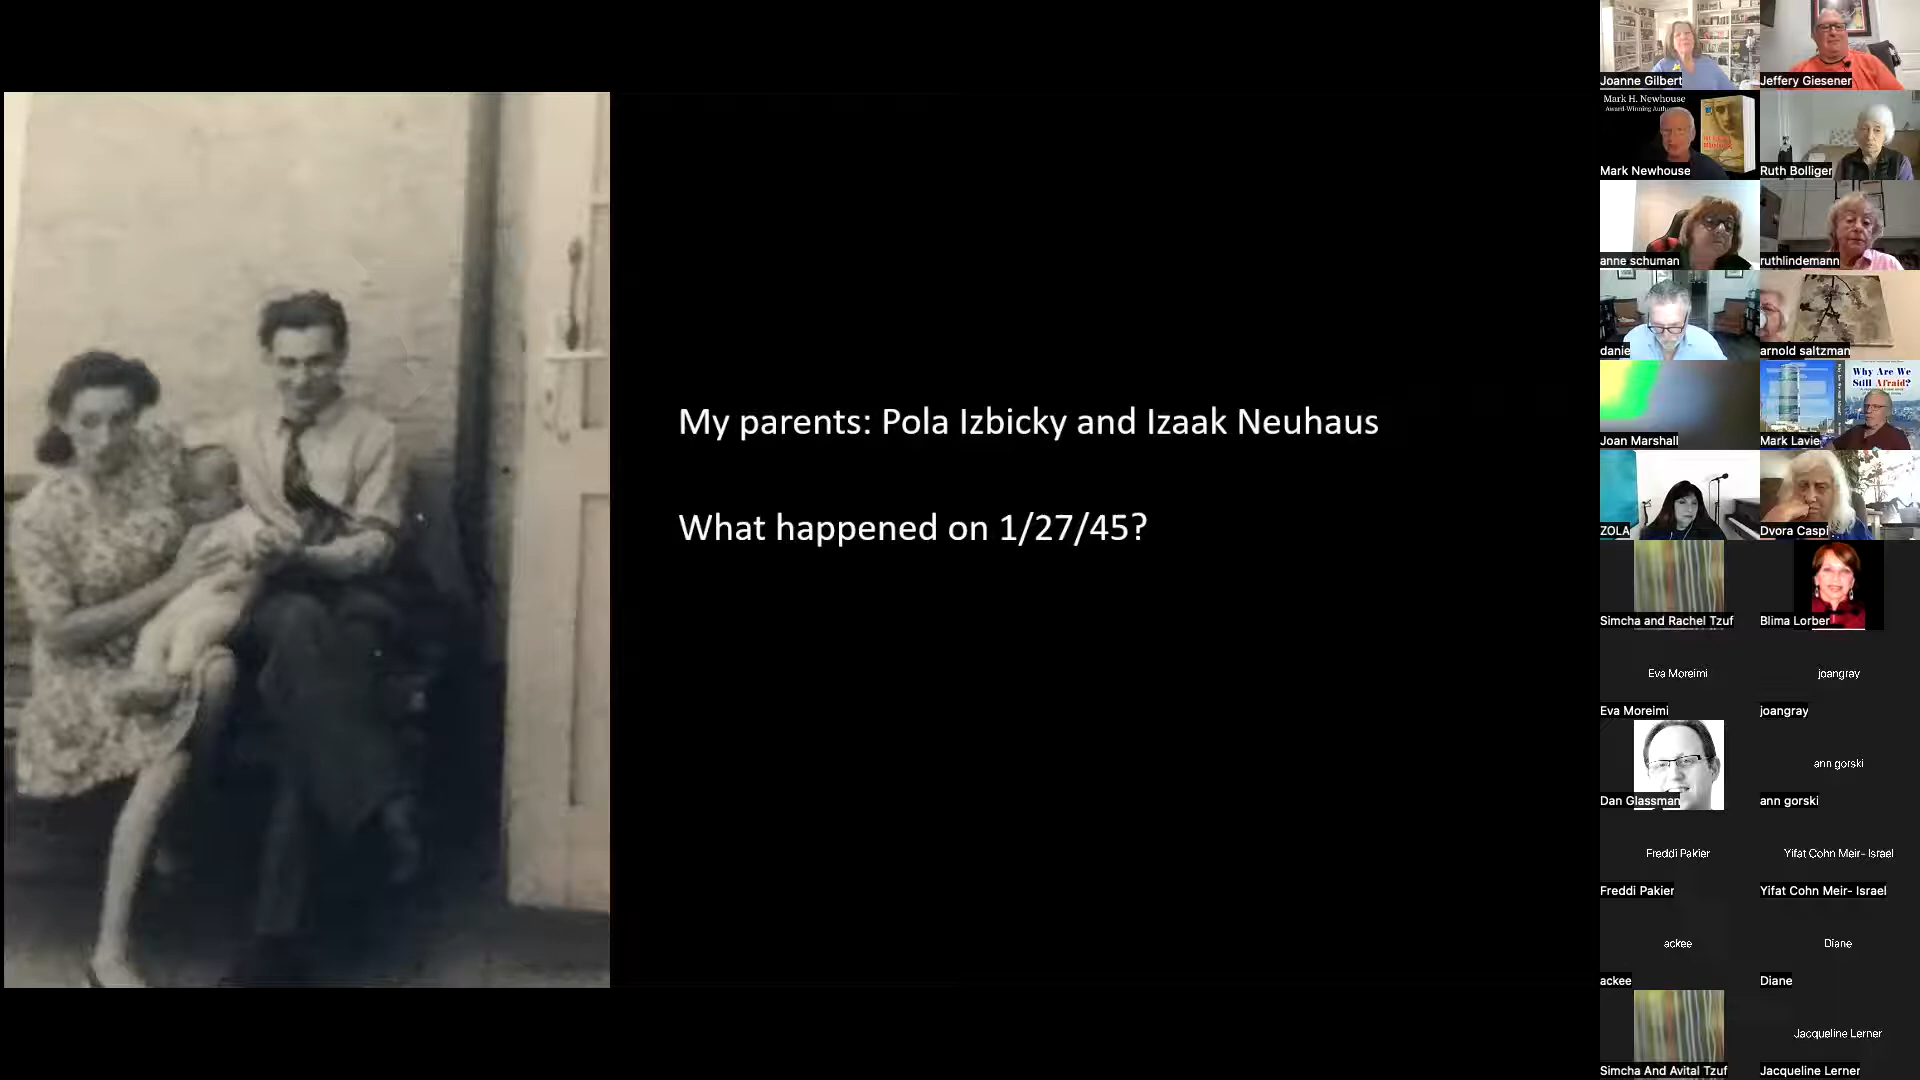 My parents: Pola Izbicky and Izaak Neuhaus
What happened on 1/27/45?
Joanne Gilbert
Jeffery Giesener
Mark H. Newhouse
Mark Newhouse
Ruth Bolliger
anne schuman
ruthlindemann
danie
arnold saltzman
Joan Marshall
Why Are We
Still Afraid?
Mark Lavie
ZOLA
Dvora Caspi
Simcha and Rachel Tzuf
Blima Lorber
Eva Moreimi
Eva Moreimi
joangray
joangray
Dan Glassman
ann gorski
ann gorski
Freddi Pakier
Freddi Pakier
Yifat Cohn Meir- Israel
Yifat Cohn Meir- Israel
ackee
ackee
Diane
Diane
Simcha And Avital Tzuf
Jacqueline Lerner
Jacqueline Lerner